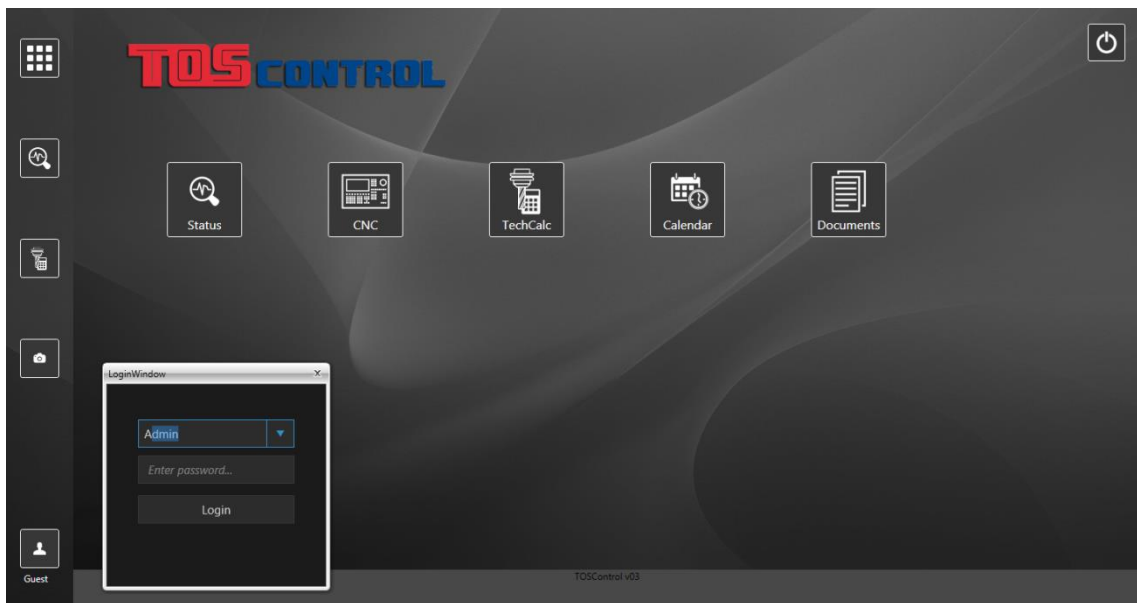 TOS CONTROL
Status
CNC
TechCalc
Calendar
Documents
LoginWindow
x
Admin
Enter password...
Login
Guest
TOSControl v03